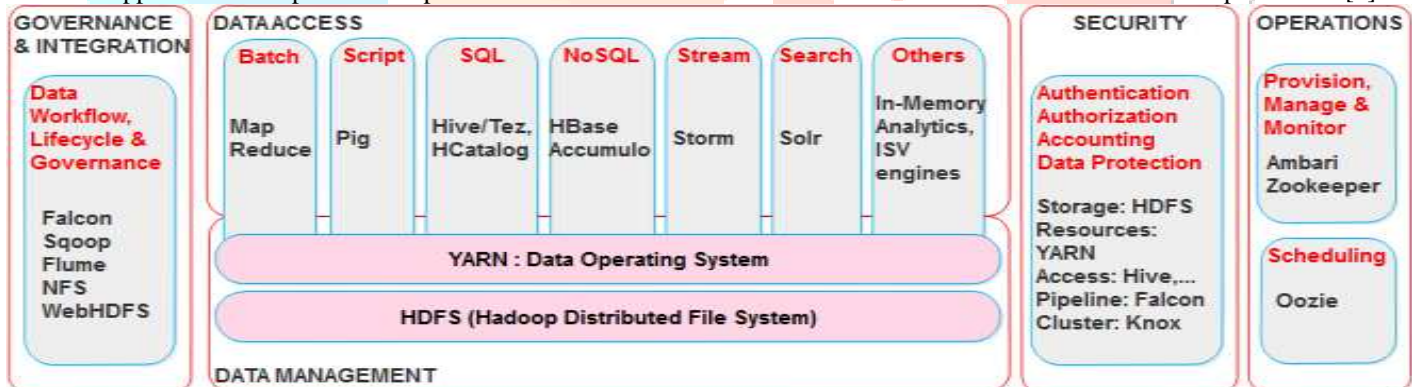 GOVERNANCE
& INTEGRATION
Data
Workflow,
Lifecycle &
Governance
Falcon
Sqoop
Flume
NFS
WebHDFS
DATA ACCESS
Batch
Map
Reduce
Script
Pig
SQL
Hive/Tez,
HCatalog
NoSQL
HBase
Accumulo
Stream
Storm
Search
Solr
Others
In-Memory
Analytics,
ISV
engines
YARN : Data Operating System
HDFS (Hadoop Distributed File System)
DATA MANAGEMENT
SECURITY
Authentication
Authorization
Accounting
Data Protection
Storage: HDFS
Resources:
YARN
Access: Hive,...
Pipeline: Falcon
Cluster: Knox
OPERATIONS
Provision,
Manage &
Monitor
Ambari
Zookeeper
Scheduling
Oozie